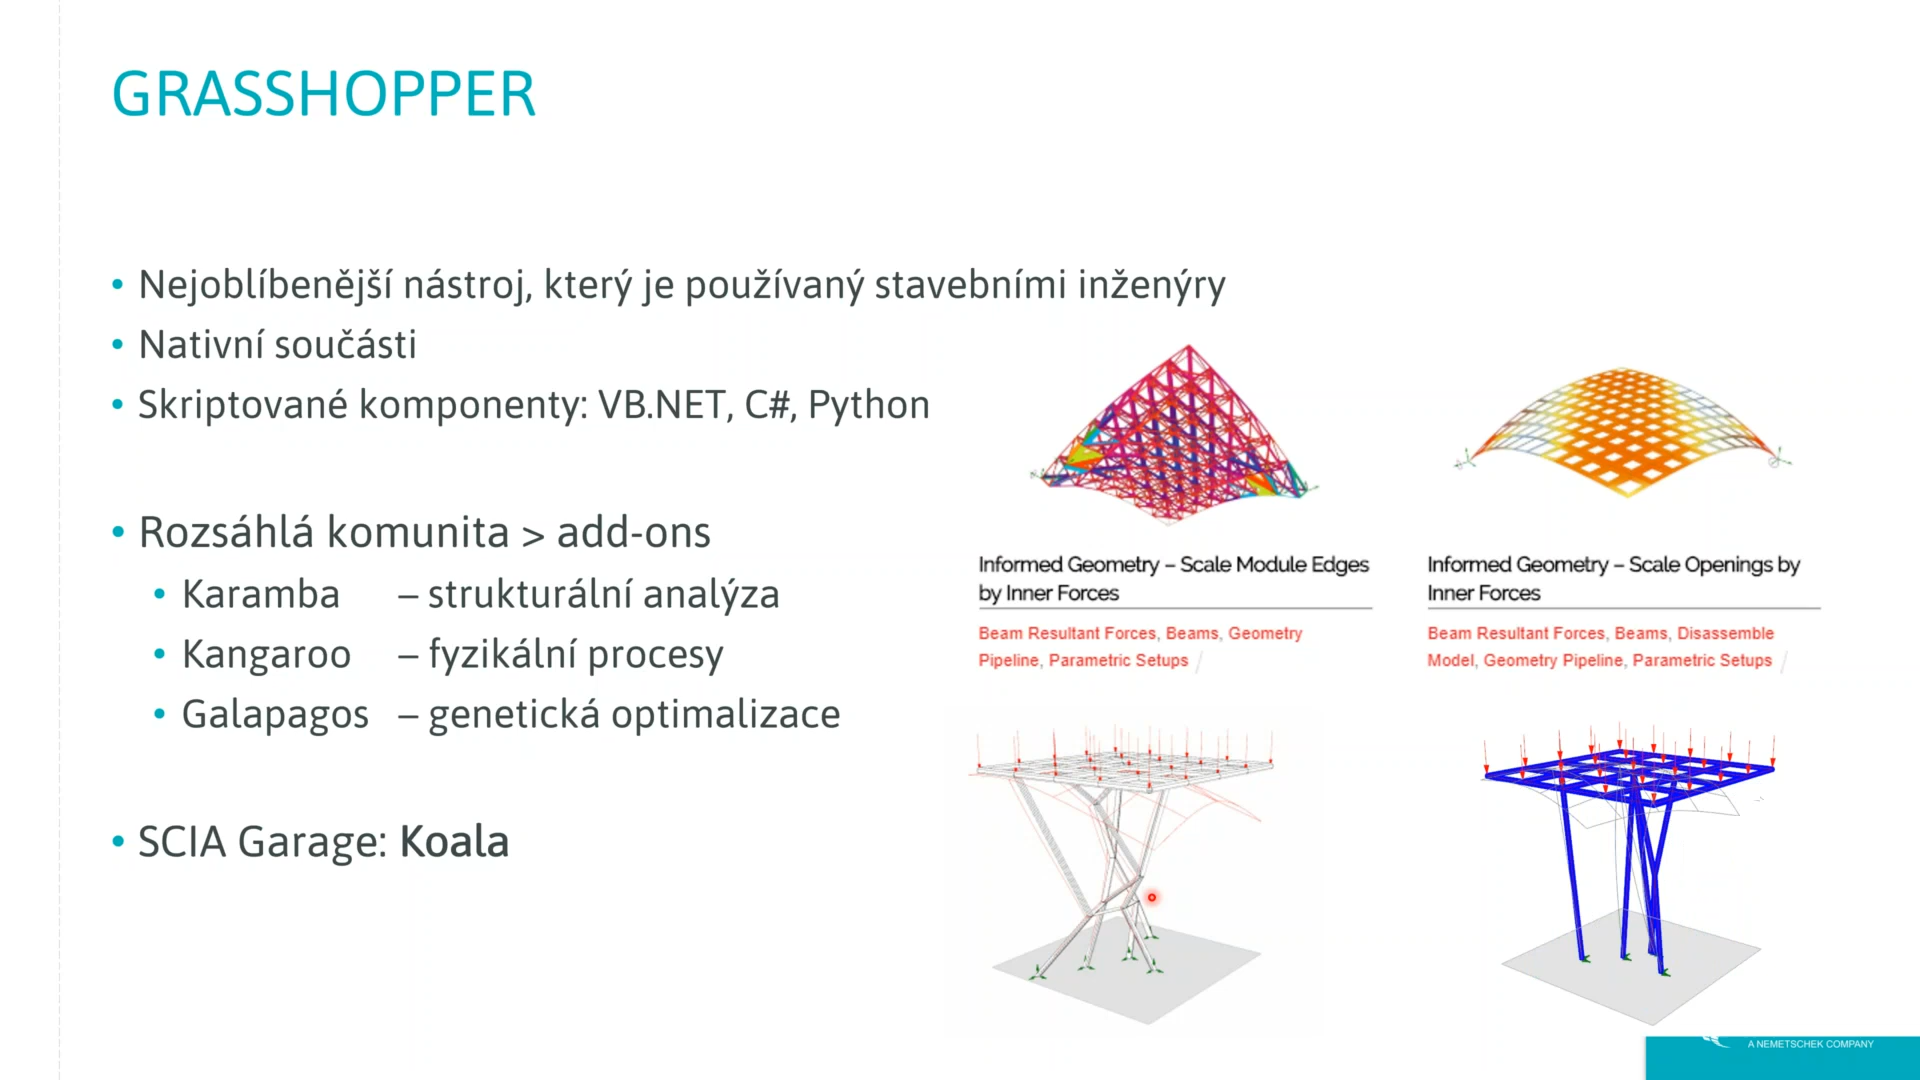 GRASSHOPPER
• Nejoblíbenější nástroj, který je používaný stavebními inženýry
• Nativní součásti
• Skriptované komponenty: VB.NET, C#, Python
• Rozsáhlá komunita > add-ons
• Karamba – strukturální analýza
• Kangaroo – fyzikální procesy
• Galapagos – genetická optimalizace
• SCIA Garage: Koala
Informed Geometry – Scale Module Edges
by Inner Forces
Beam Resultant Forces, Beams, Geometry
Pipeline, Parametric Setups /
Informed Geometry – Scale Openings by
Inner Forces
Beam Resultant Forces, Beams, Disassemble
Model, Geometry Pipeline, Parametric Setups /
A NEMETSCHEK COMPANY